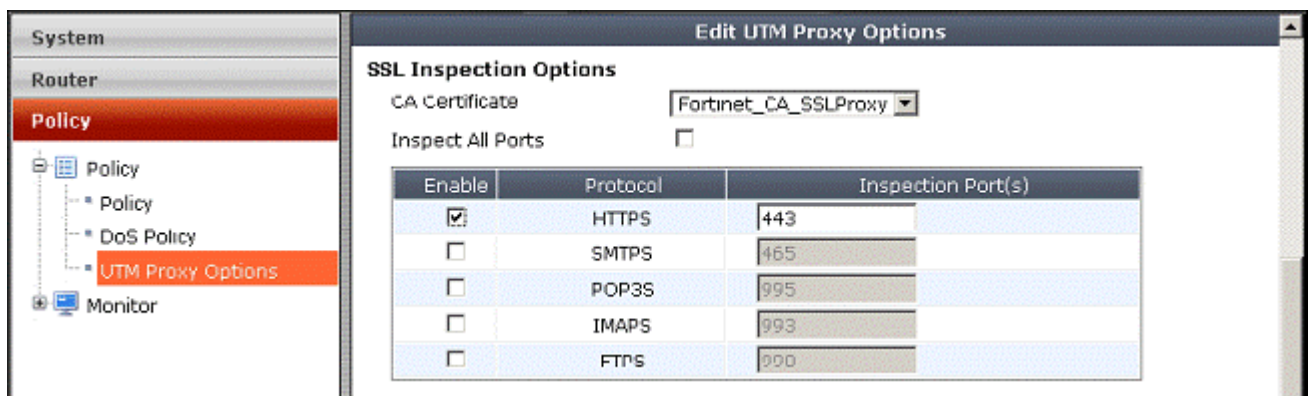 System
Router
Policy
Policy
Policy
DoS Policy
UTM Proxy Options
Monitor
Edit UTM Proxy Options
SSL Inspection Options
CA Certificate Fortinet_CA_SSLProxy
Inspect All Ports
Enable Protocol Inspection Port(s)
HTTPS 443
SMTPS 465
POP3S 995
IMAPS 993
FTPS 990